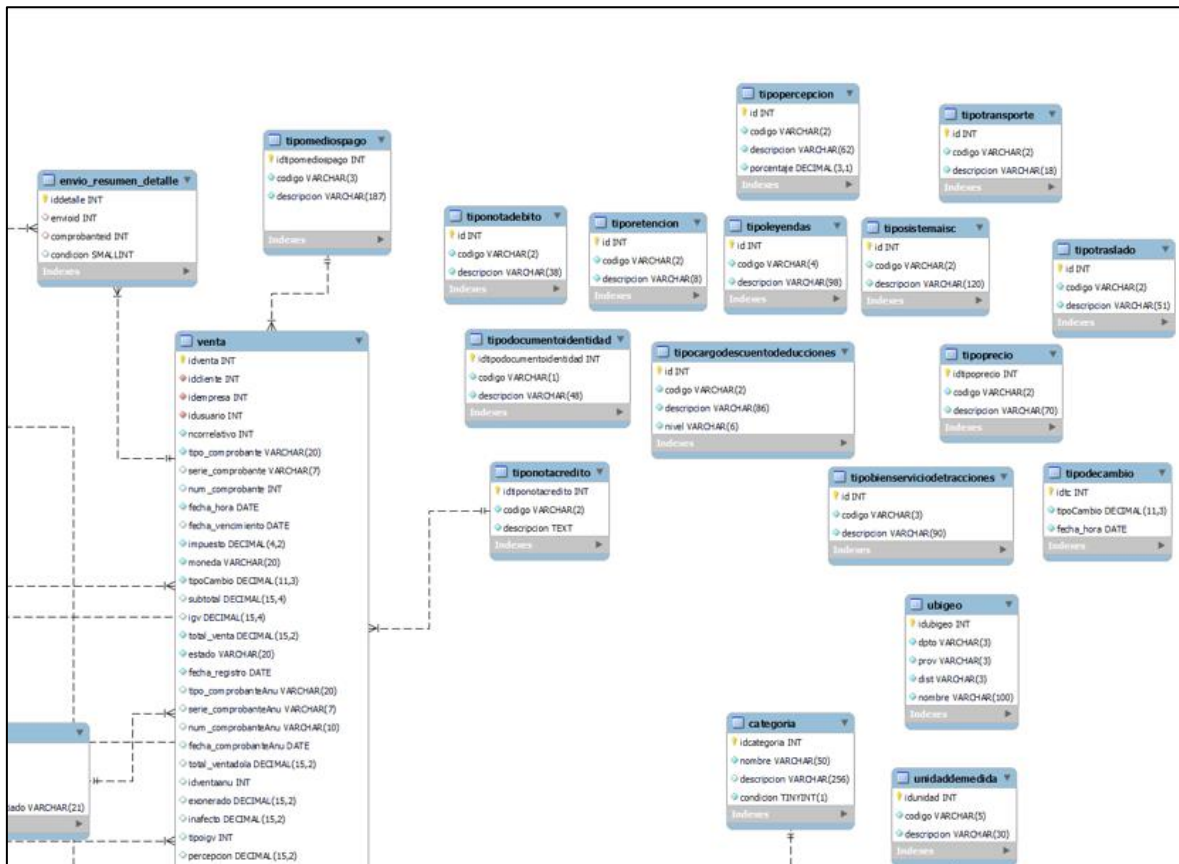 tipopercepcion
id INT
codigo VARCHAR(2)
descripcion VARCHAR(62)
porcentaje DECIMAL(3,1)
Indexes
tipotransporte
id INT
codigo VARCHAR(2)
descripcion VARCHAR(18)
Indexes
tipomediospago
idtipomediospago INT
codigo VARCHAR(3)
descripcion VARCHAR(187)
Indexes
envio_resumen_detalle
iddetalle INT
envioid INT
comprobanteid INT
condicion SMALLINT
Indexes
tiponotadebito
id INT
codigo VARCHAR(2)
descripcion VARCHAR(38)
Indexes
tiporetencion
id INT
codigo VARCHAR(2)
descripcion VARCHAR(8)
Indexes
tipoleyendas
id INT
codigo VARCHAR(4)
descripcion VARCHAR(98)
Indexes
tiposistemaisc
id INT
codigo VARCHAR(2)
descripcion VARCHAR(120)
Indexes
tipotraslado
id INT
codigo VARCHAR(2)
descripcion VARCHAR(51)
Indexes
venta
idventa INT
idcliente INT
idempresa INT
idusuario INT
ncorrelativo INT
tipo_comprobante VARCHAR(20)
serie_comprobante VARCHAR(7)
num_comprobante INT
fecha_hora DATE
fecha_vencimiento DATE
impuesto DECIMAL(4,2)
moneda VARCHAR(20)
tipoCambio DECIMAL(11,3)
subtotal DECIMAL(15,4)
igv DECIMAL(15,4)
total_venta DECIMAL(15,2)
estado VARCHAR(20)
fecha_registro DATE
tipo_comprobanteAnu VARCHAR(20)
serie_comprobanteAnu VARCHAR(7)
num_comprobanteAnu VARCHAR(10)
fecha_comprobanteAnu DATE
total_ventadola DECIMAL(15,2)
idventaanu INT
exonerado DECIMAL(15,2)
inafecto DECIMAL(15,2)
tipoigv INT
percepcion DECIMAL(15,2)
tipodocumentoidentidad
idtipodocumentoidentidad INT
codigo VARCHAR(1)
descripcion VARCHAR(48)
Indexes
tipocargodescuentodeducciones
id INT
codigo VARCHAR(2)
descripcion VARCHAR(86)
nivel VARCHAR(6)
Indexes
tipoprecio
idtipoprecio INT
codigo VARCHAR(2)
descripcion VARCHAR(70)
Indexes
tiponotacredito
idtiponotacredito INT
codigo VARCHAR(2)
descripcion TEXT
Indexes
tipobienserviciodetracciones
id INT
codigo VARCHAR(3)
descripcion VARCHAR(90)
Indexes
tipodecambio
idtc INT
tipoCambio DECIMAL(11,3)
fecha_hora DATE
Indexes
ubigeo
idubigeo INT
dpto VARCHAR(3)
prov VARCHAR(3)
dist VARCHAR(3)
nombre VARCHAR(100)
Indexes
categoria
idcategoria INT
nombre VARCHAR(50)
descripcion VARCHAR(256)
condicion TINYINT(1)
Indexes
unidaddemedida
idunidad INT
codigo VARCHAR(5)
descripcion VARCHAR(30)
Indexes
VARCHAR(21)